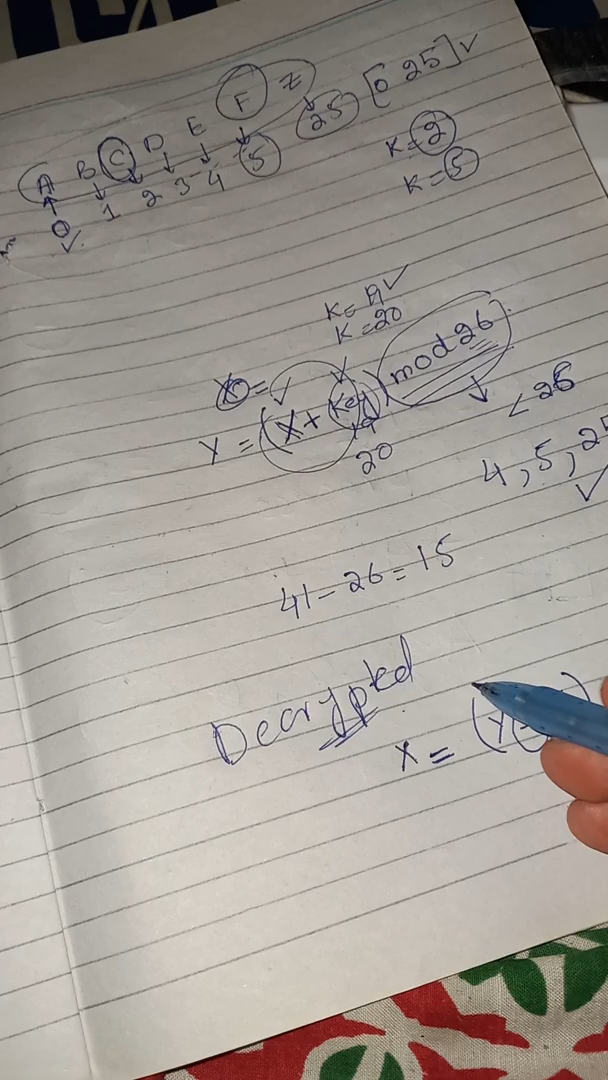 A B C D E F Z
0 1 2 3 4 5 25 [0 25] ✓
K=2
K=5
K=20
Y = (X + Key) mod 26
20
<26
4, 5, 25
41-26=15
Decrypted
X = (Y-